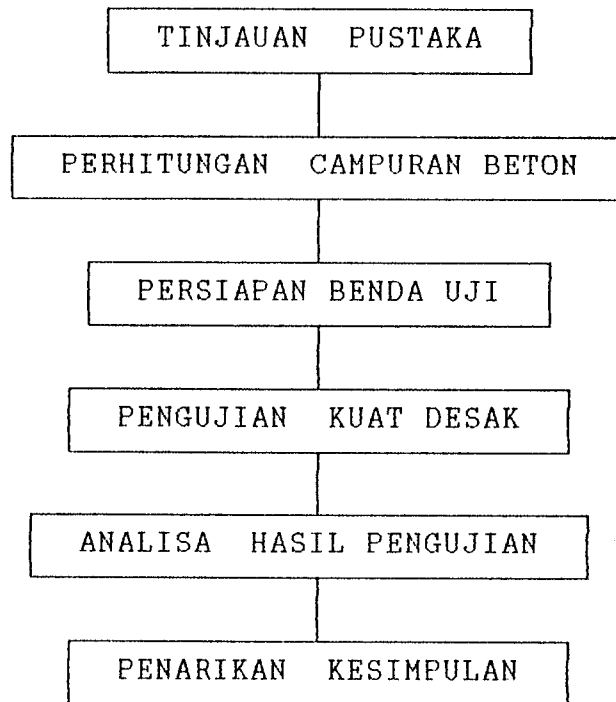 TINJAUAN PUSTAKA
PERHITUNGAN CAMPURAN BETON
PERSIAPAN BENDA UJI
PENGUJIAN KUAT DESAK
ANALISA HASIL PENGUJIAN
PENARIKAN KESIMPULAN